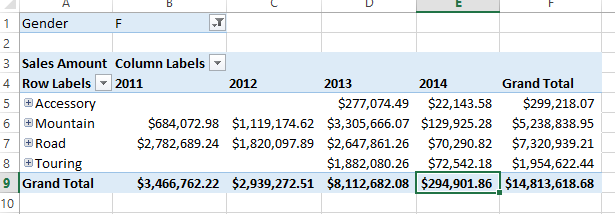 A B C D E F
1 Gender F
2
3 Sales Amount Column Labels
4 Row Labels 2011 2012 2013 2014 Grand Total
5 Accessory $277,074.49 $22,143.58 $299,218.07
6 Mountain $684,072.98 $1,119,174.62 $3,305,666.07 $129,925.28 $5,238,838.95
7 Road $2,782,689.24 $1,820,097.89 $2,647,861.26 $70,290.82 $7,320,939.21
8 Touring $1,882,080.26 $72,542.18 $1,954,622.44
9 Grand Total $3,466,762.22 $2,939,272.51 $8,112,682.08 $294,901.86 $14,813,618.68
10